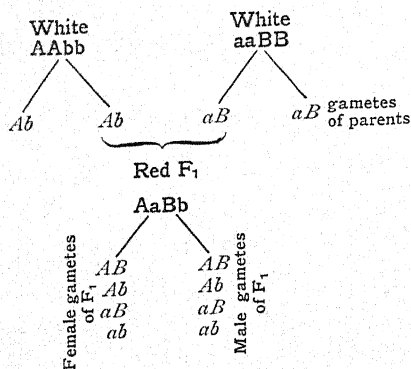 White White
AAbb aaBB
Ab Ab aB aB gametes
of parents
Red F₁
AaBb
Female gametes
of F₁
AB
Ab
aB
ab
AB
Ab
aB
ab
Male gametes
of F₁